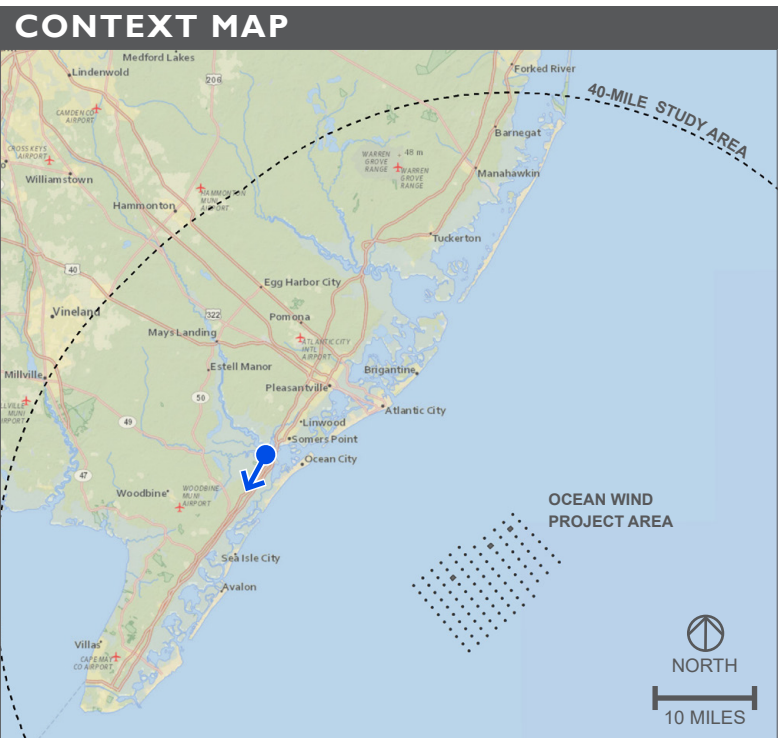 CONTEXT MAP
Medford Lakes
Lindenwold
206
Forked River
40-MILE STUDY AREA
CAMDEN CO
AIRPORT
Barnegat
CROSS KEYS
AIRPORT
WARREN
GROVE
RANGE
48 m
WARREN
GROVE
RANGE
Manahawkin
Williamstown
HAMMONTON
MUNI
AIRPORT
Hammonton
Tuckerton
40
Egg Harbor City
Vineland
322
Pomona
Mays Landing
ATLANTIC CITY
INTL
AIRPORT
Estell Manor
Brigantine
Millville
Pleasantville
50
Atlantic City
MUNI
49
Linwood
Somers Point
Ocean City
47
Woodbine
WOODBINE
MUNI
AIRPORT
OCEAN WIND
PROJECT AREA
Sea Isle City
Avalon
Villas
CAPE MAY
CO AIRPORT
NORTH
10 MILES